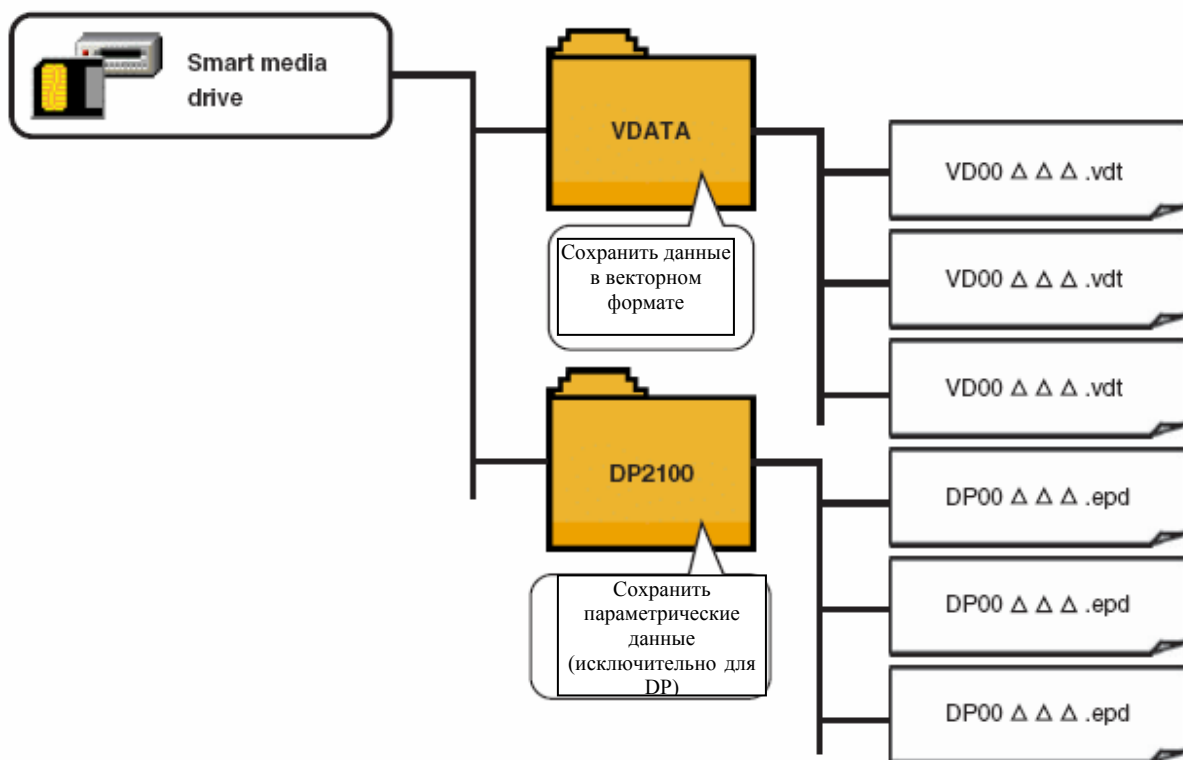 Smart media
drive
VDATA
Сохранить данные
в векторном
формате
VD00 Δ Δ Δ .vdt
VD00 Δ Δ Δ .vdt
VD00 Δ Δ Δ .vdt
DP2100
Сохранить
параметрические
данные
(исключительно для
DP)
DP00 Δ Δ Δ .epd
DP00 Δ Δ Δ .epd
DP00 Δ Δ Δ .epd